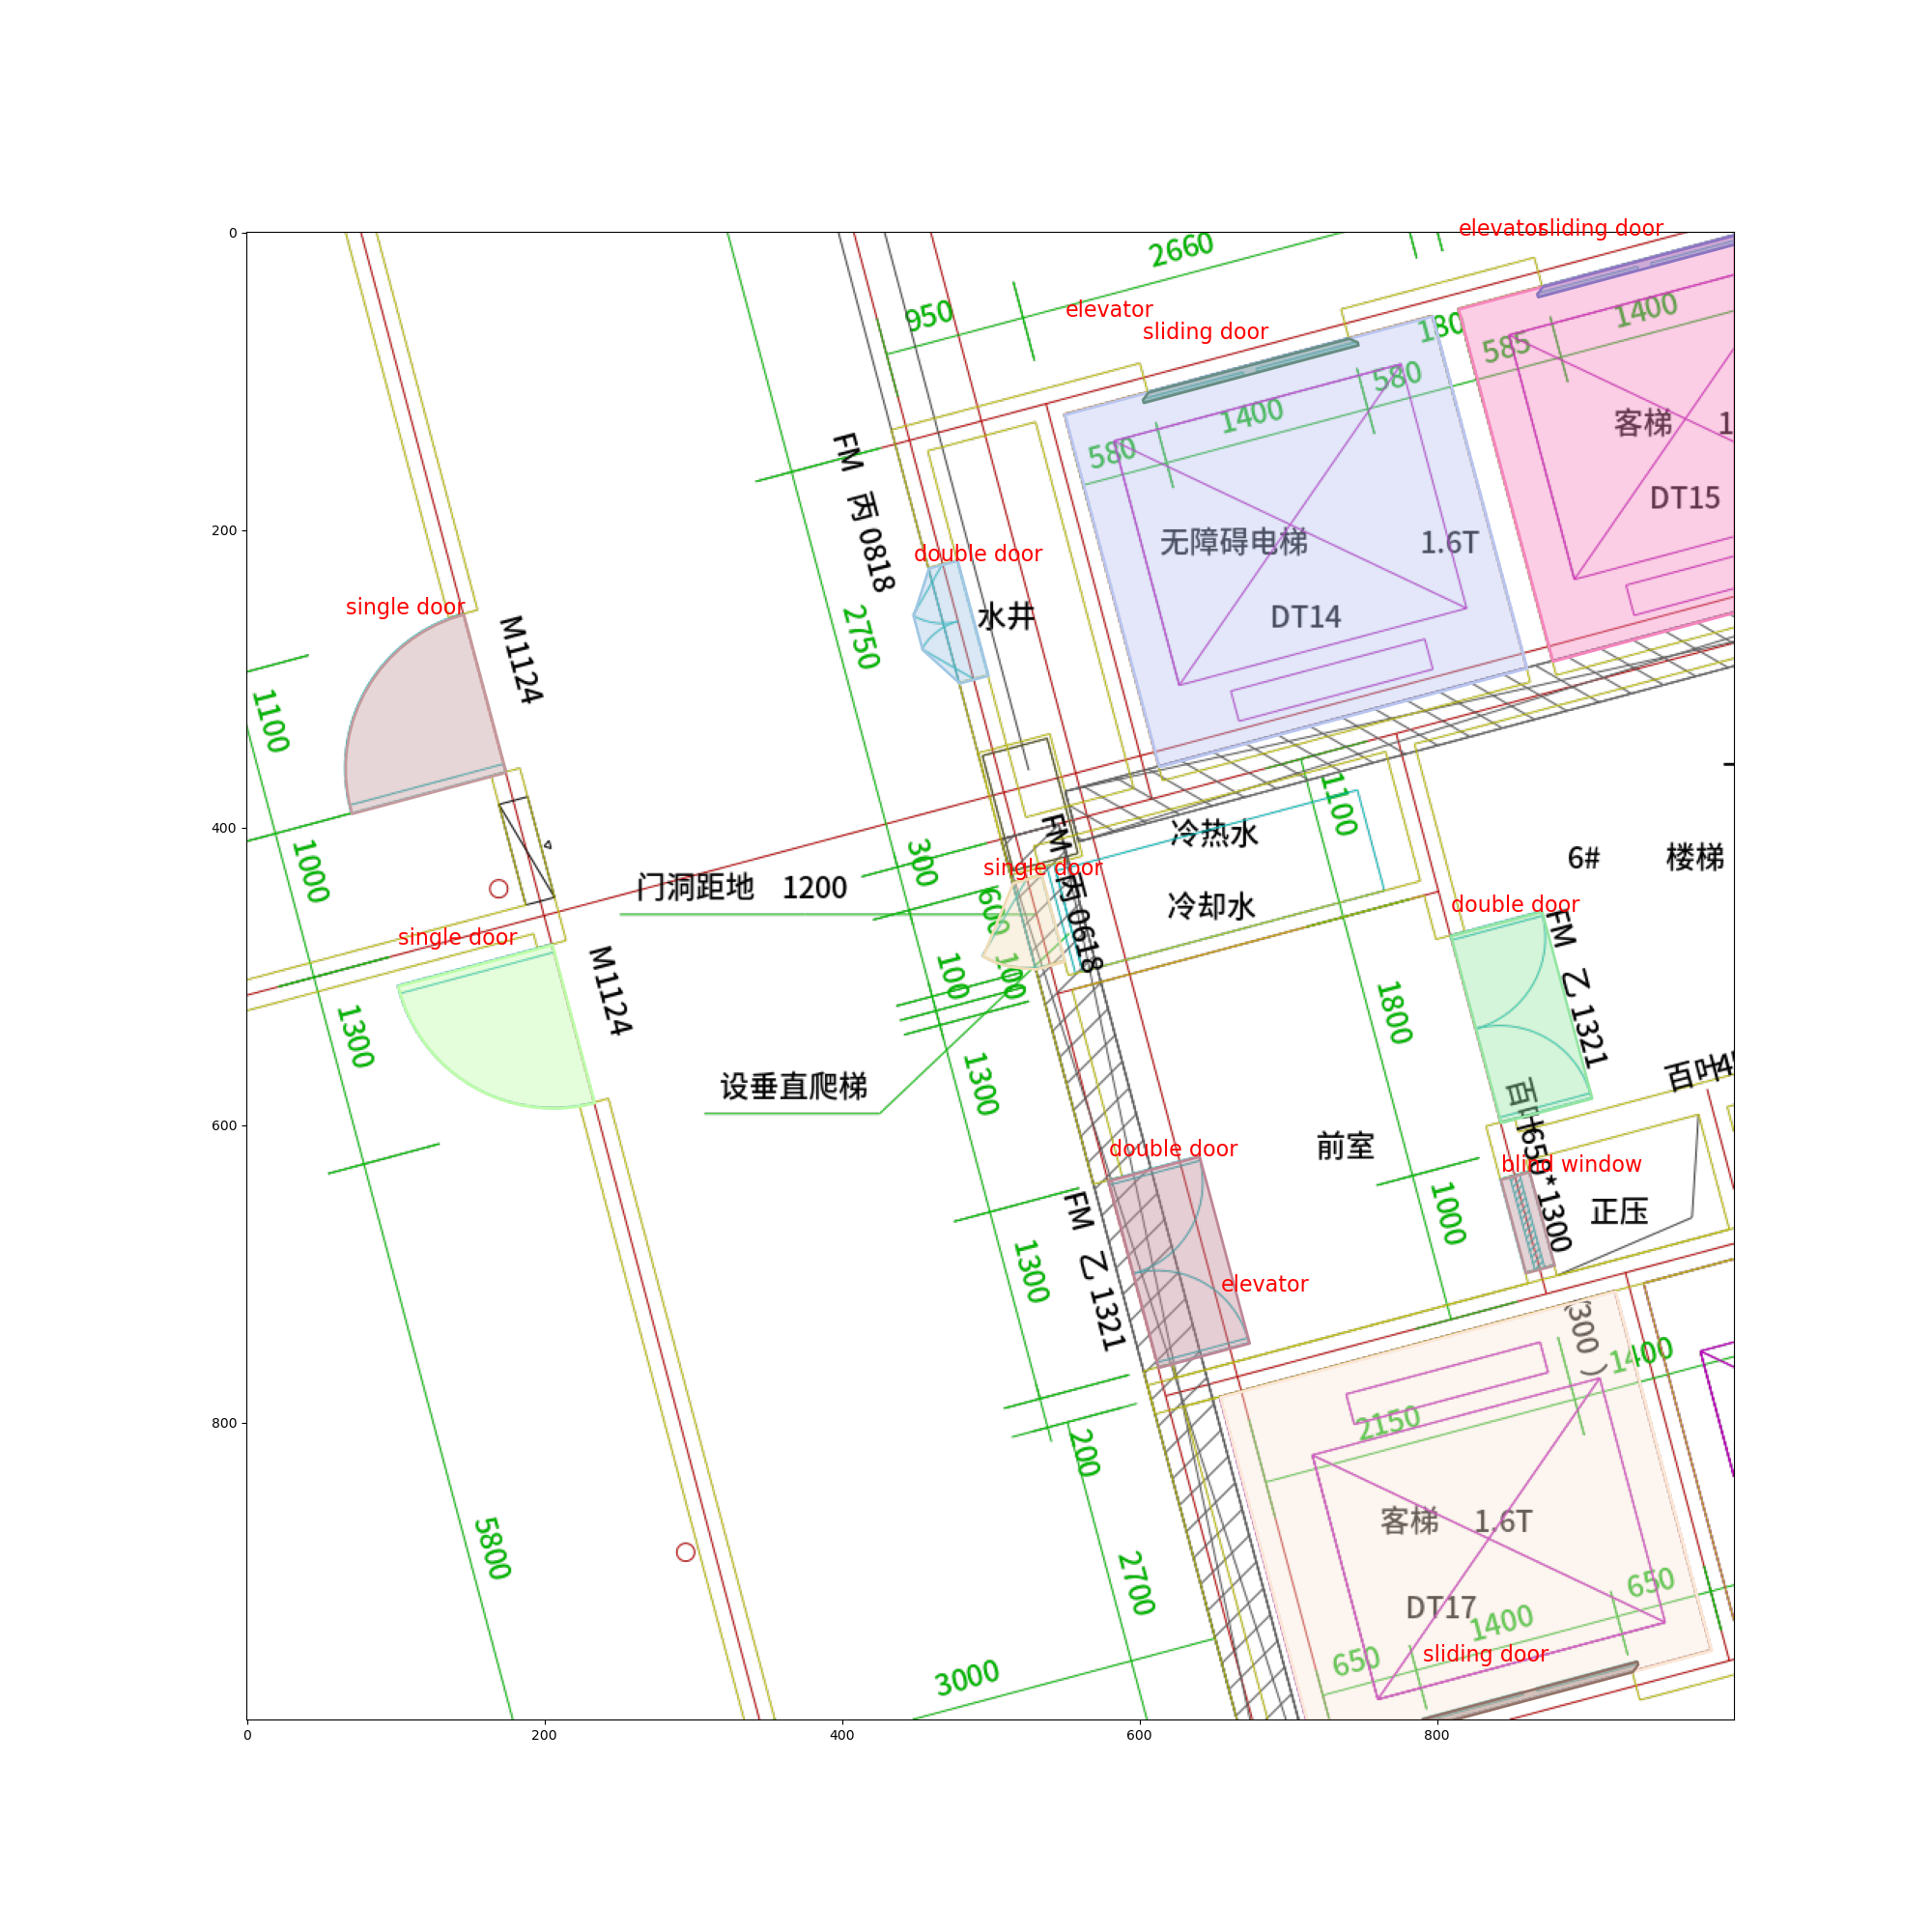 elevator sliding door
2660
950
elevator
sliding door
180
1400
585
580
1400
580
客梯
1
DT15
FM 丙 0818
无障碍电梯 1.6T
DT14
double door
水井
2750
single door
M1124
1100
1000
1100
冷热水
冷却水
6# 楼梯
300
门洞距地 1200
single door
FM 丙 0618
600
double door
FM 乙 1321
single door
M1124
100
100
1300
1800
设垂直爬梯
1300
前室
double door
百叶
650*1300
blind window
正压
1000
FM 乙 1321
1300
elevator
300 )
1400
2150
200
客梯 1.6T
5800
2700
DT17
650
1400
650
sliding door
3000
0
200
400
600
800
0
200
400
600
800